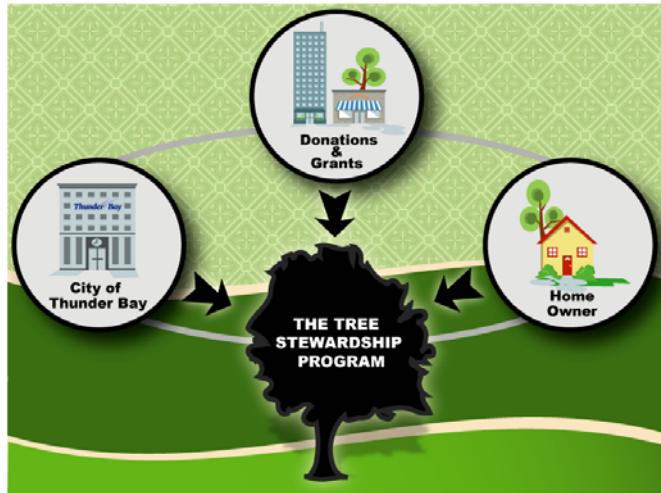 Donations
&
Grants
Thunder Bay
City of
Thunder Bay
Home
Owner
THE TREE
STEWARDSHIP
PROGRAM